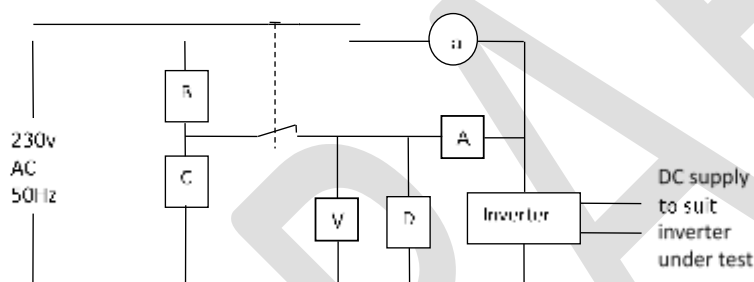 a
B
230v
AC
50Hz
A
C
DC supply
to suit
inverter
under test
V
D
Inverter